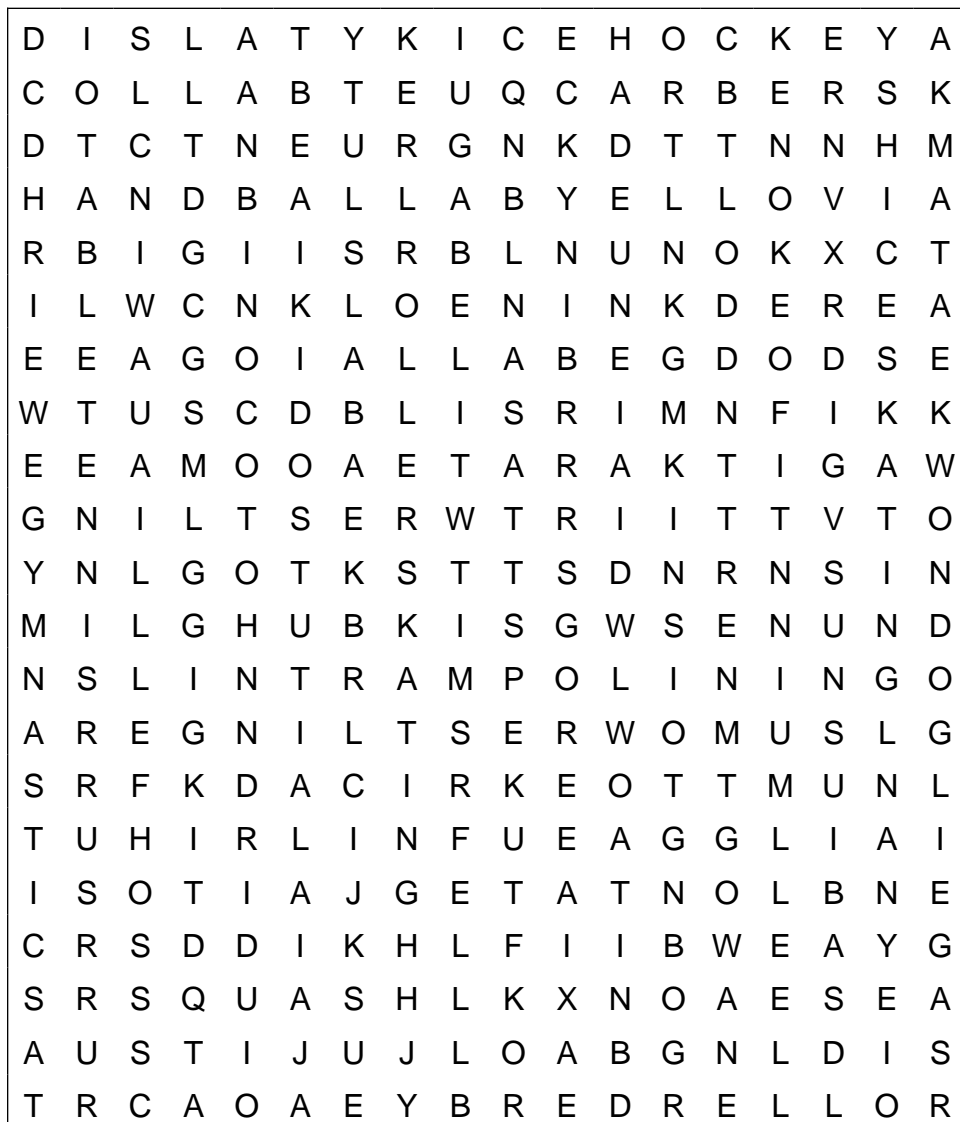 D I S L A T Y K I C E H O C K E Y A
C O L L A B T E U Q C A R B E R S K
D T C T N E U R G N K D T T N N H M
H A N D B A L L A B Y E L L O V I A
R B I G I I S R B L N U N O K X C T
I L W C N K L O E N I N K D E R E A
E E A G O I A L L A B E G D O D S E
W T U S C D B L I S R I M N F I K K
E E A M O O A E T A R A K T I G A W
G N I L T S E R W T R I I T T V T O
Y N L G O T K S T T S D N R N S I N
M I L G H U B K I S G W S E N U N D
N S L I N T R A M P O L I N I N G O
A R E G N I L T S E R W O M U S L G
S R F K D A C I R K E O T T M U N L
T U H I R L I N F U E A G G L I A I
I S O T I A J G E T A T N O L B N E
C R S D D I K H L F I I B W E A Y G
S R S Q U A S H L K X N O A E S E A
A U S T I J U J L O A B G N L D I S
T R C A O A E Y B R E D R E L L O R